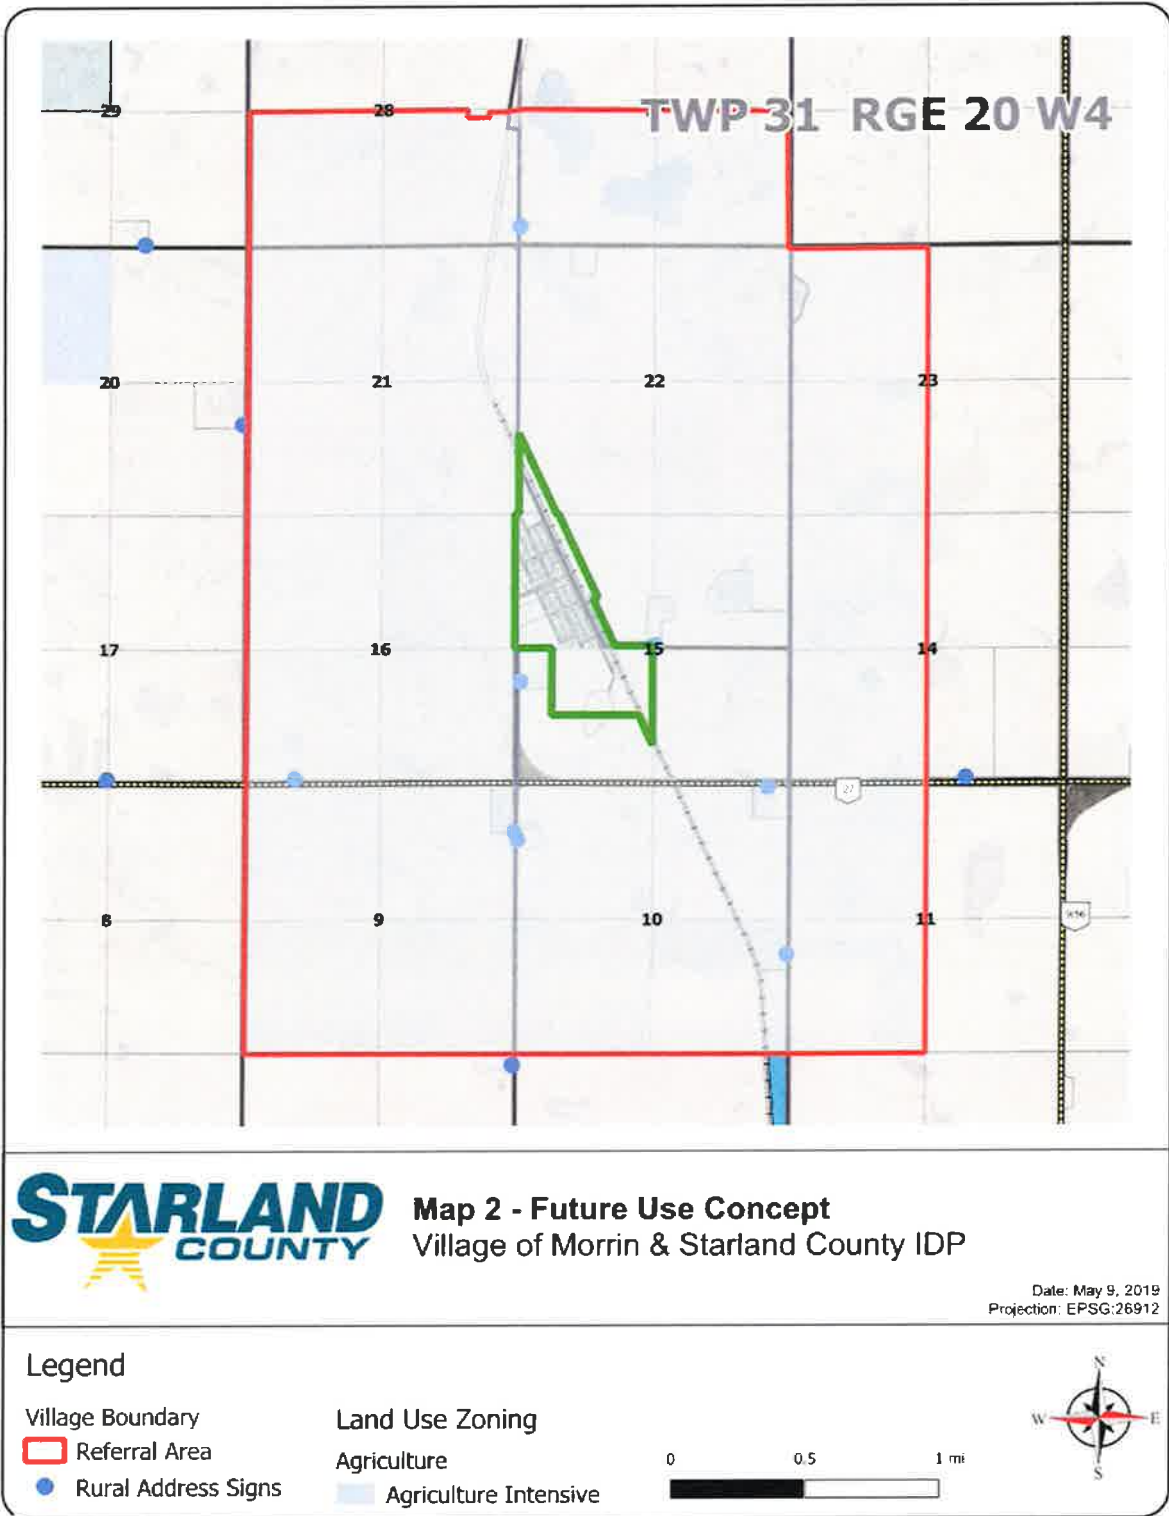 TWP 31 RGE 20 W4
29
28
20
21
22
23
17
16
15
14
27
8
9
10
11
STARLAND
COUNTY
Map 2 - Future Use Concept
Village of Morrin & Starland County IDP
Date: May 9, 2019
Projection: EPSG:26912
Legend
Village Boundary
Referral Area
Rural Address Signs
Land Use Zoning
Agriculture
Agriculture Intensive
0 0.5 1 mi
N
W E
S